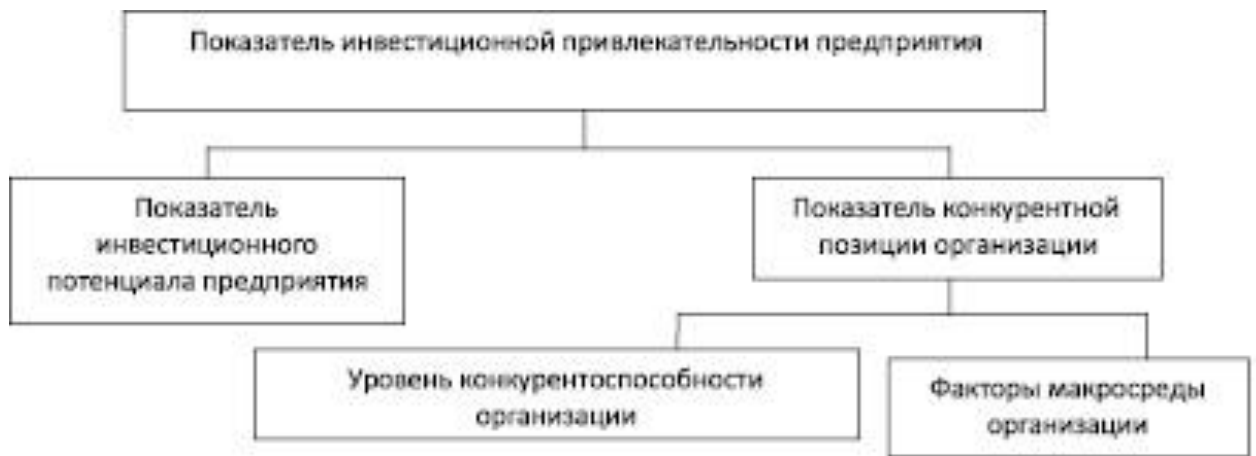 Показатель инвестиционной привлекательности предприятия
Показатель
инвестиционного
потенциала предприятия
Показатель конкурентной
позиции организации
Уровень конкурентоспособности
организации
Факторы макросреды
организации